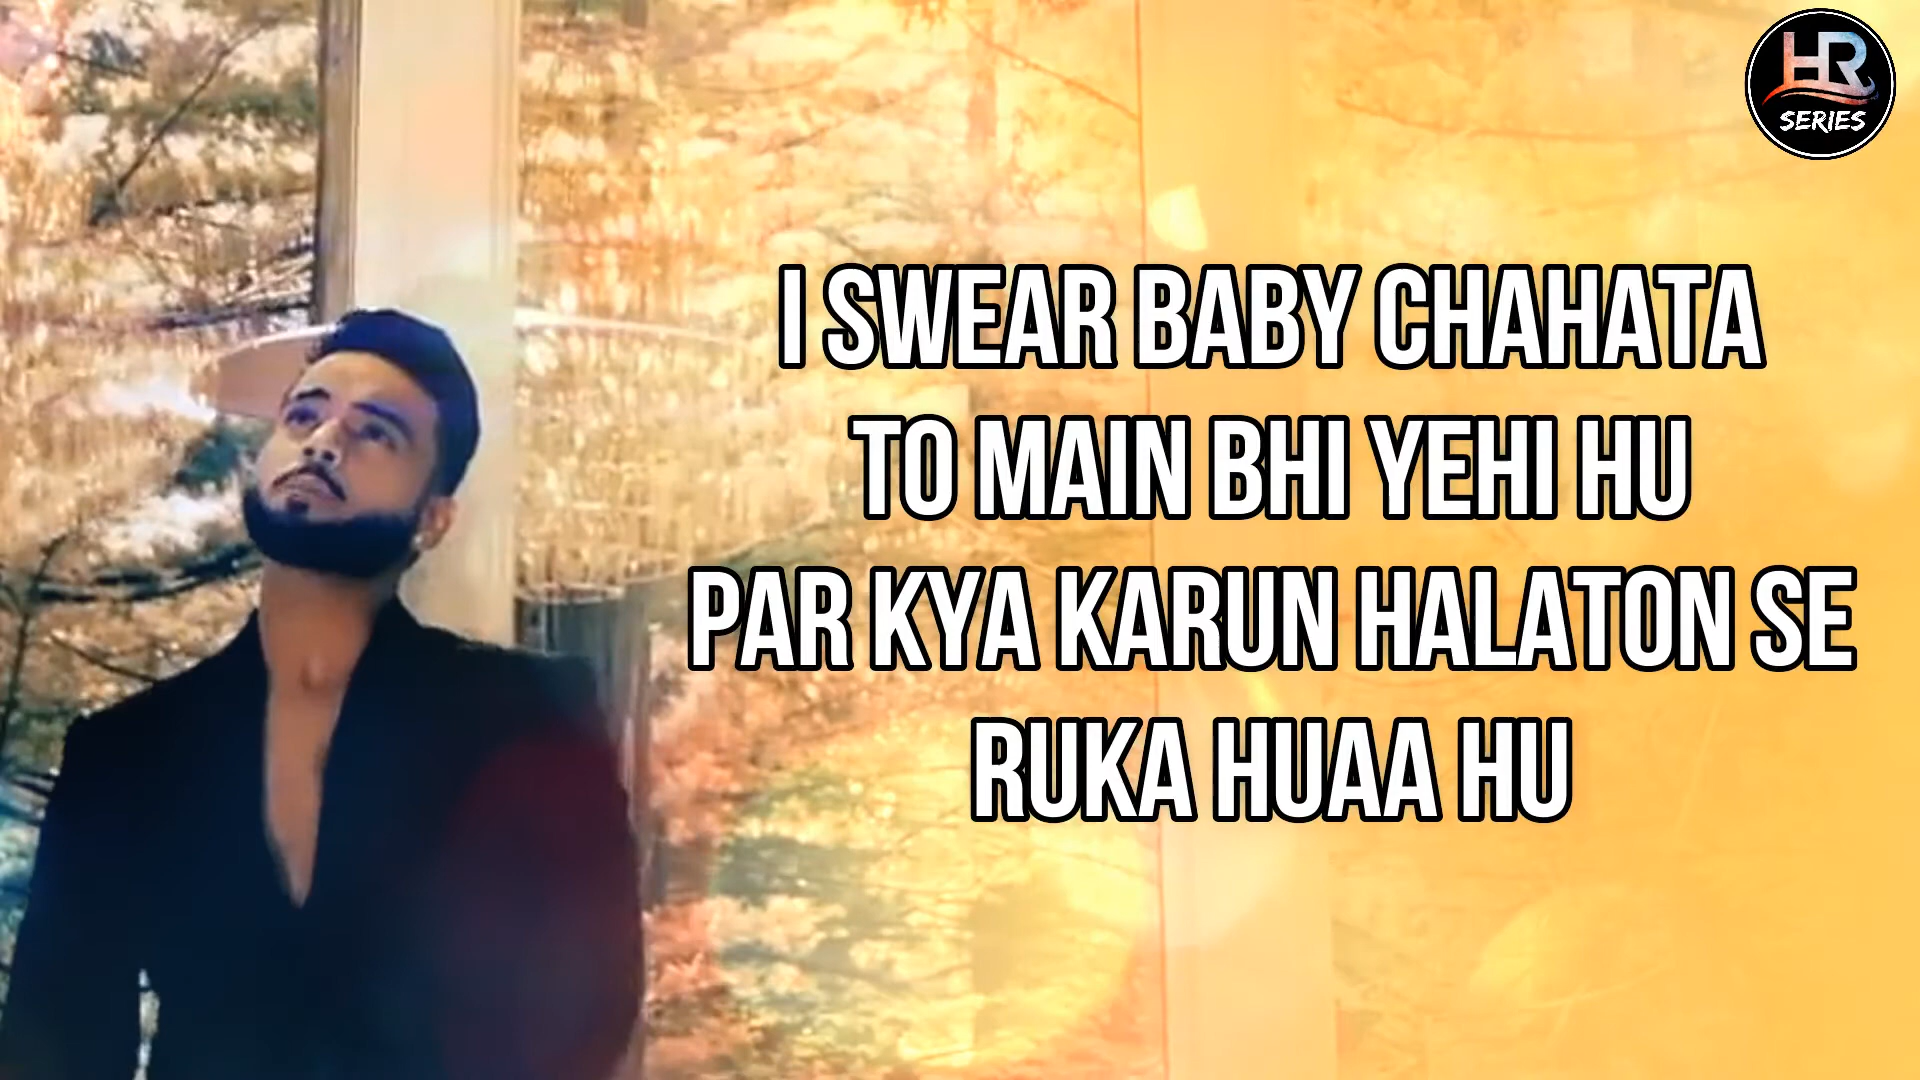 HR
SERIES
I SWEAR BABY CHAHATA
TO MAIN BHI YEHI HU
PAR KYA KARUN HALATON SE
RUKA HUAA HU